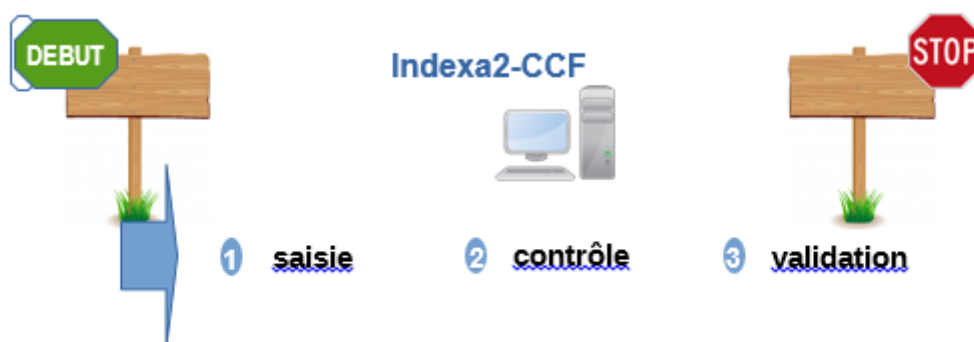 DEBUT
STOP
Indexa2-CCF
1 saisie
2 contrôle
3 validation